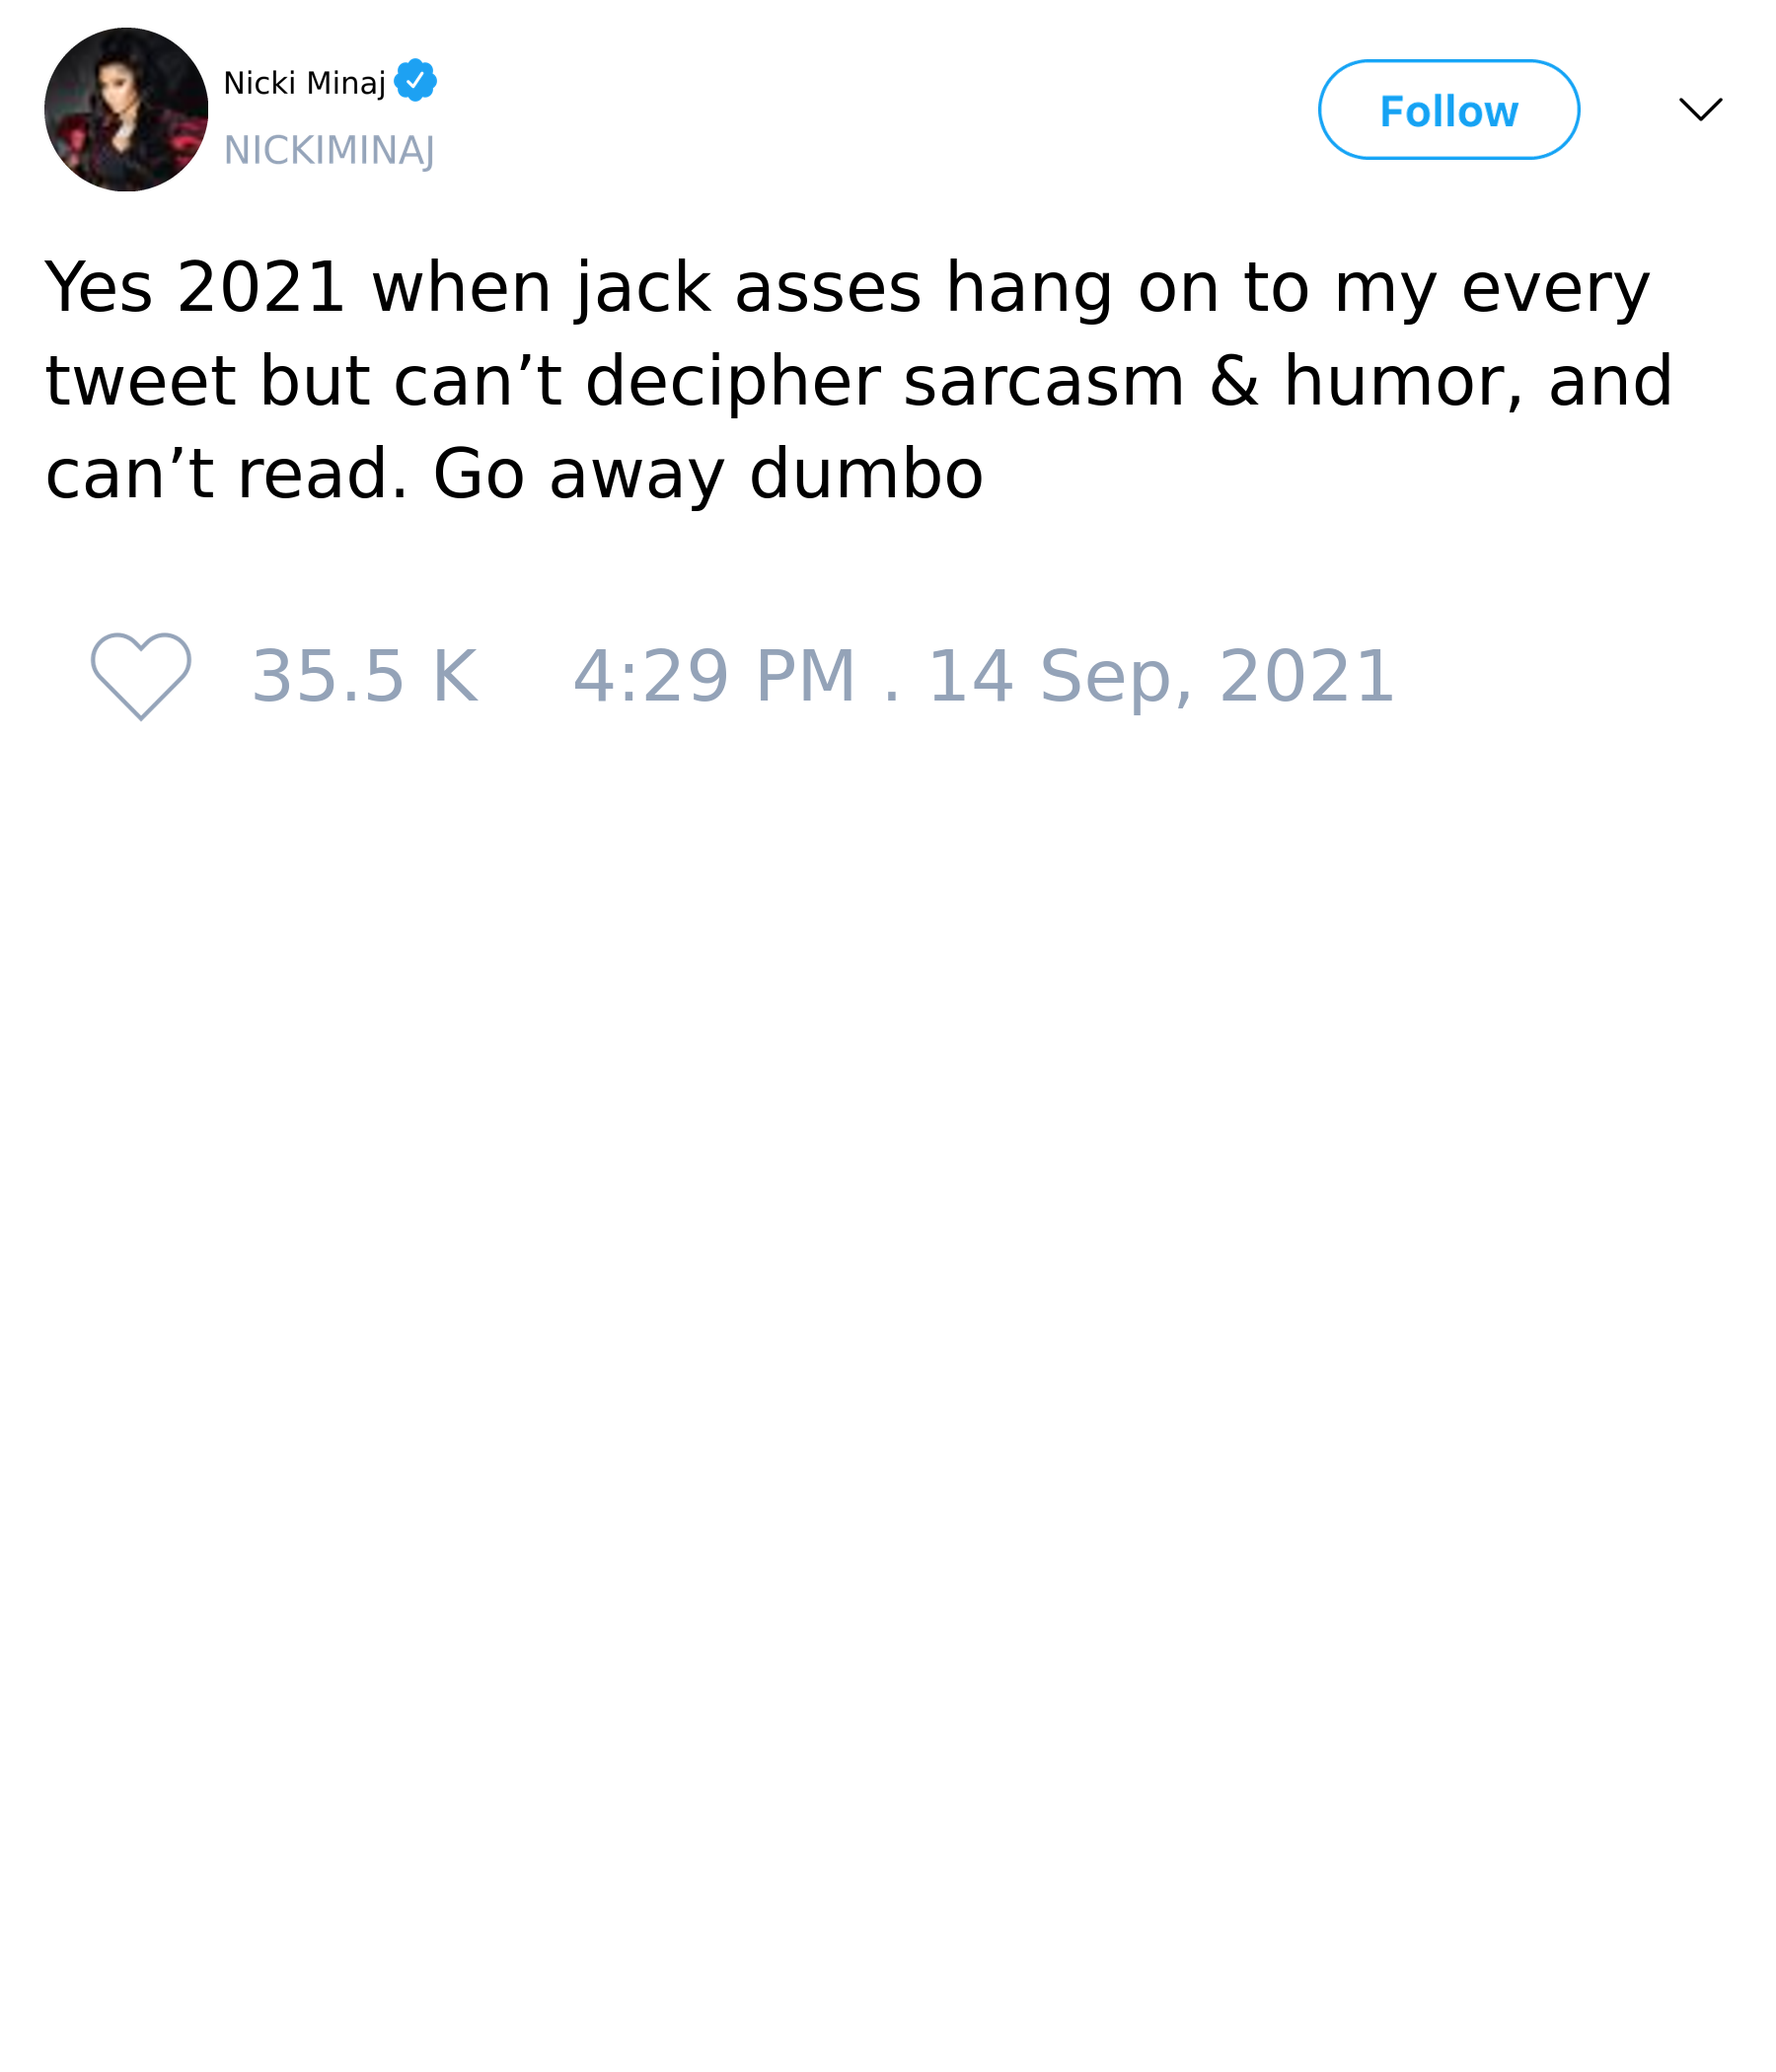 Nicki Minaj
NICKIMINAJ
Follow
Yes 2021 when jack asses hang on to my every
tweet but can’t decipher sarcasm & humor, and
can’t read. Go away dumbo
35.5 K 4:29 PM . 14 Sep, 2021